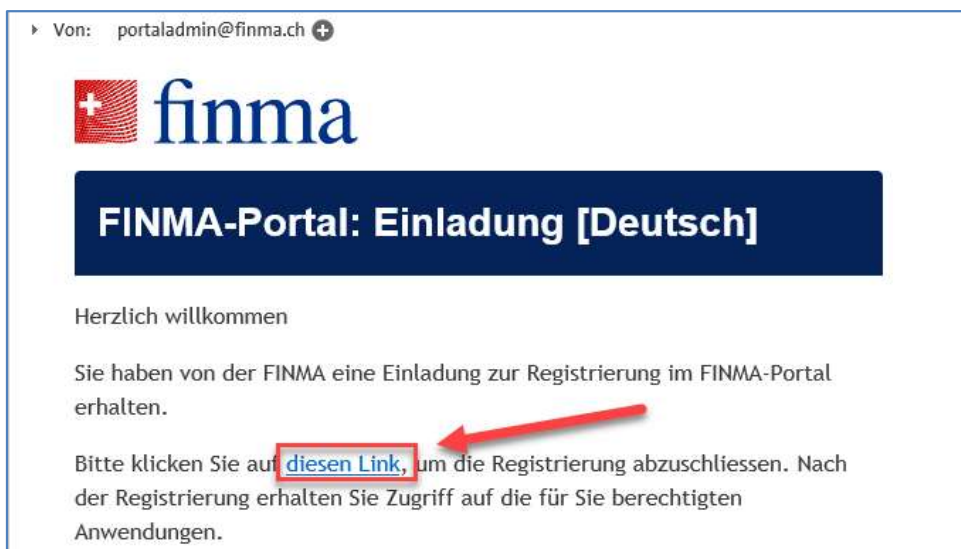 Von: portaladmin@finma.ch
finma
FINMA-Portal: Einladung [Deutsch]
Herzlich willkommen
Sie haben von der FINMA eine Einladung zur Registrierung im FINMA-Portal
erhalten.
Bitte klicken Sie auf diesen Link, um die Registrierung abzuschliessen. Nach
der Registrierung erhalten Sie Zugriff auf die für Sie berechtigten
Anwendungen.